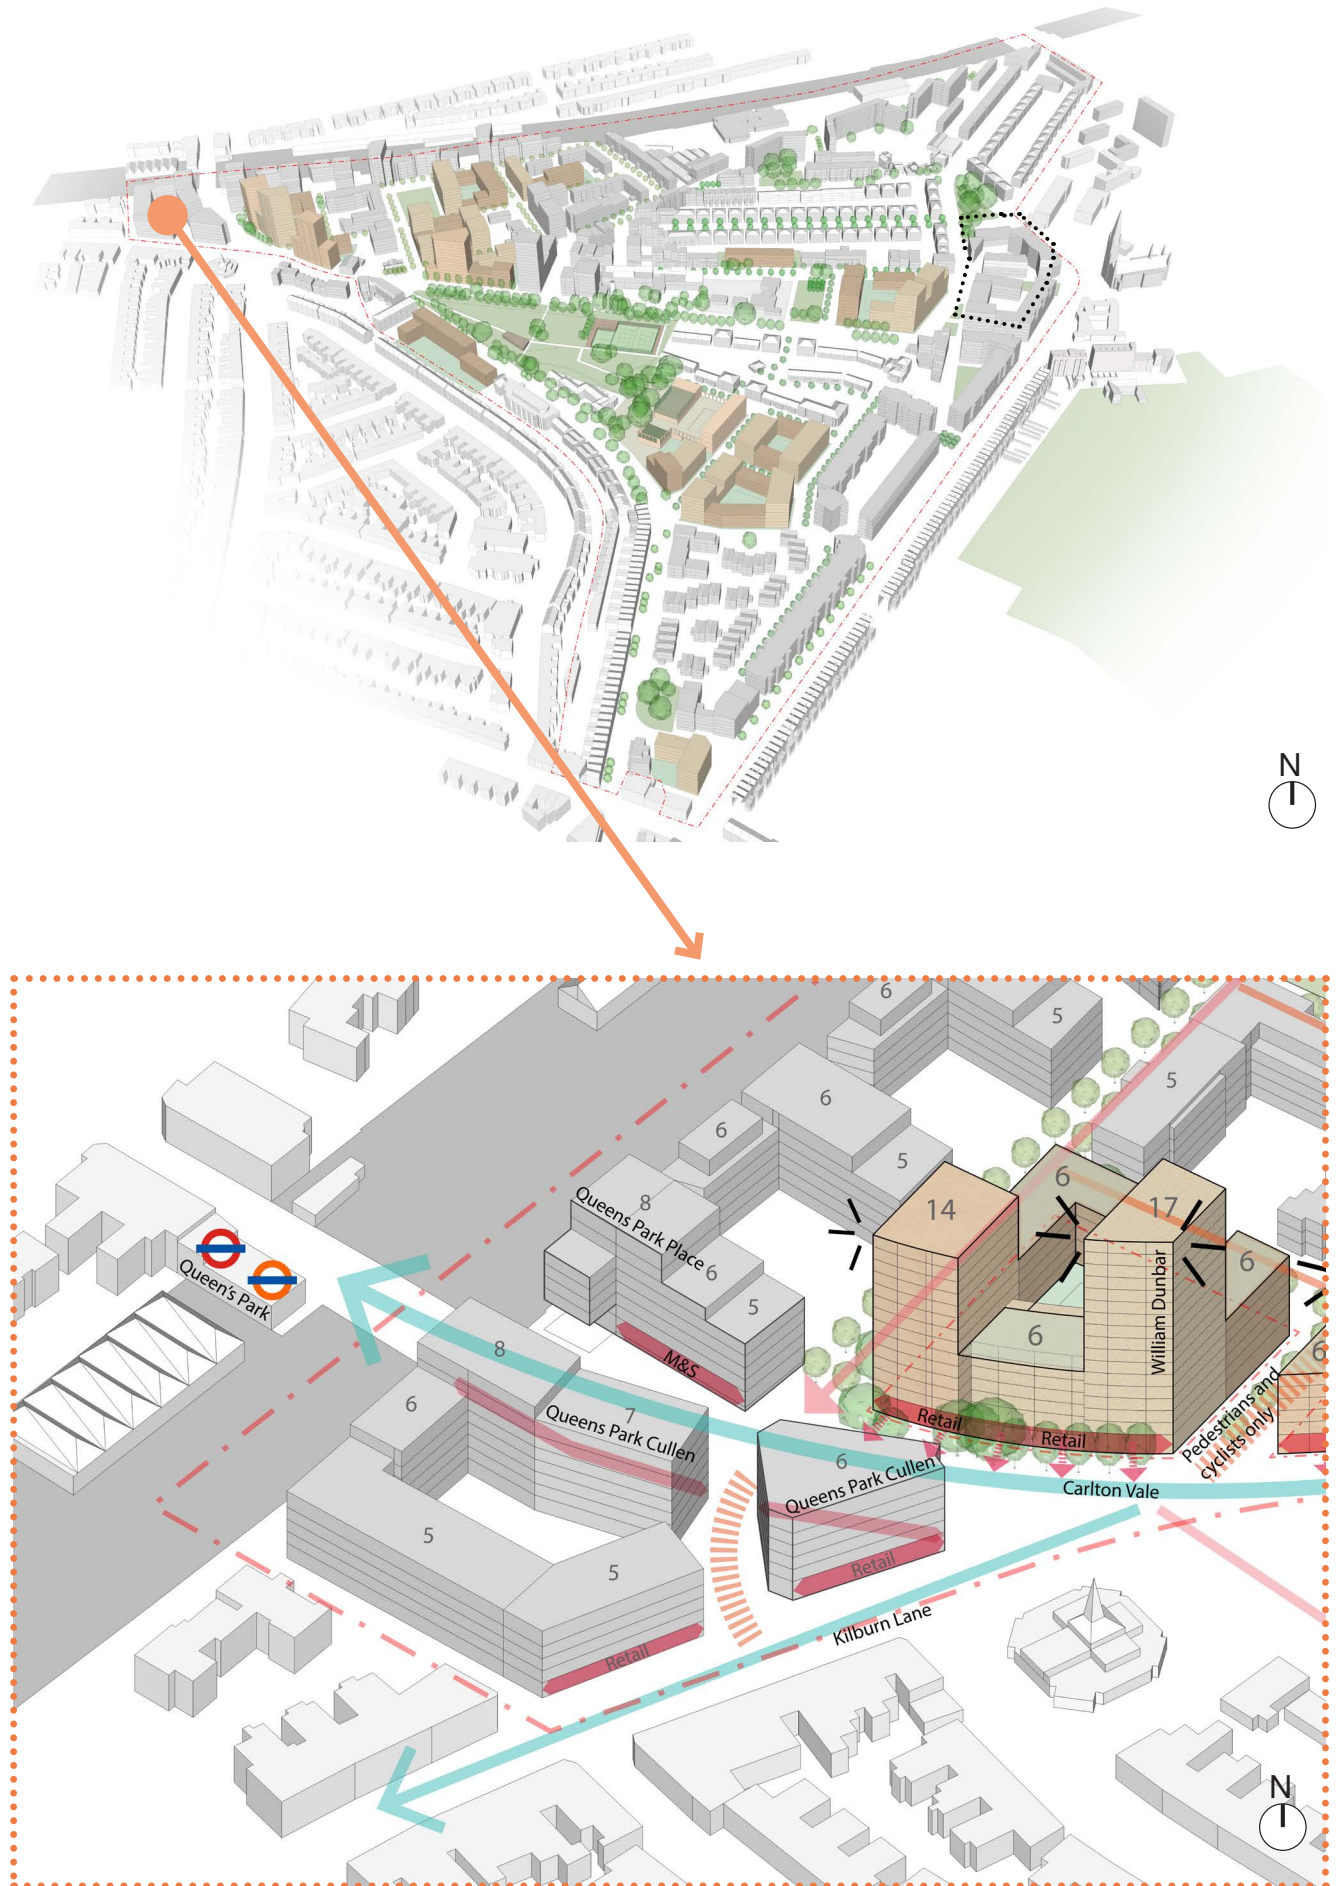 N
6
5
6
5
6
5
8
Queens Park Place
6
5
M&S
14
6
17
6
6
William Dunbar
6
Queen's Park
8
6
7
Queens Park Cullen
5
5
Retail
6
Queens Park Cullen
Retail
Retail
Retail
Pedestrians and
cyclists only
Carlton Vale
Kilburn Lane
N